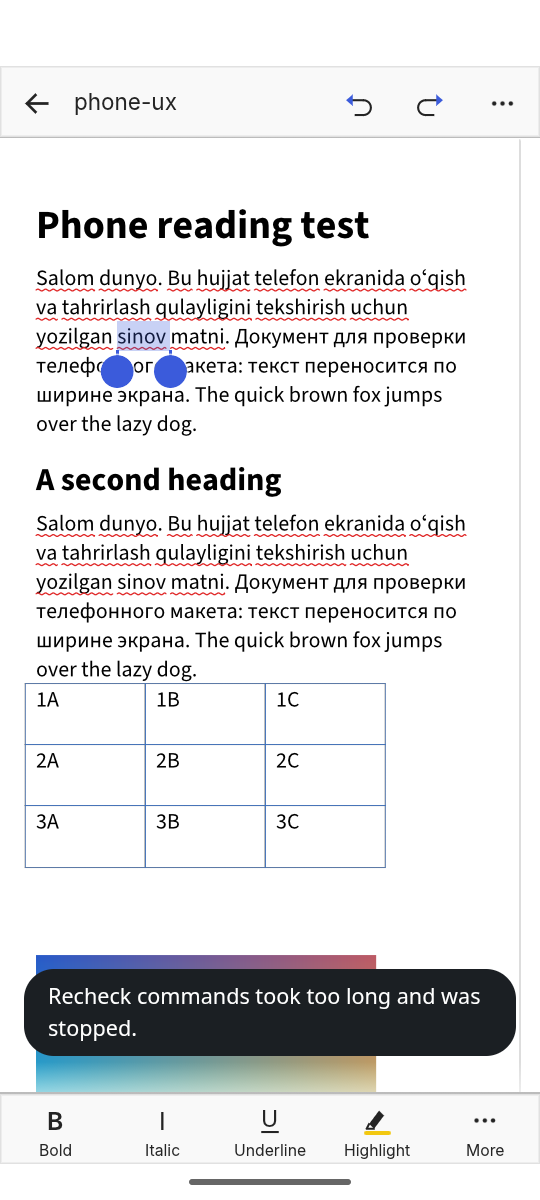 phone-ux
Phone reading test
Salom dunyo. Bu hujjat telefon ekranida oʻqish
va tahrirlash qulayligini tekshirish uchun
yozilgan sinov matni. Документ для проверки
макета: текст переносится по
ширине экрана. The quick brown fox jumps
over the lazy dog.
A second heading
Salom dunyo. Bu hujjat telefon ekranida oʻqish
va tahrirlash qulayligini tekshirish uchun
yozilgan sinov matni. Документ для проверки
телефонного макета: текст переносится по
ширине экрана. The quick brown fox jumps
over the lazy dog.
1A 1B 1C
2A 2B 2C
3A 3B 3C
Recheck commands took too long and was
stopped.
B I U
Bold Italic Underline Highlight More